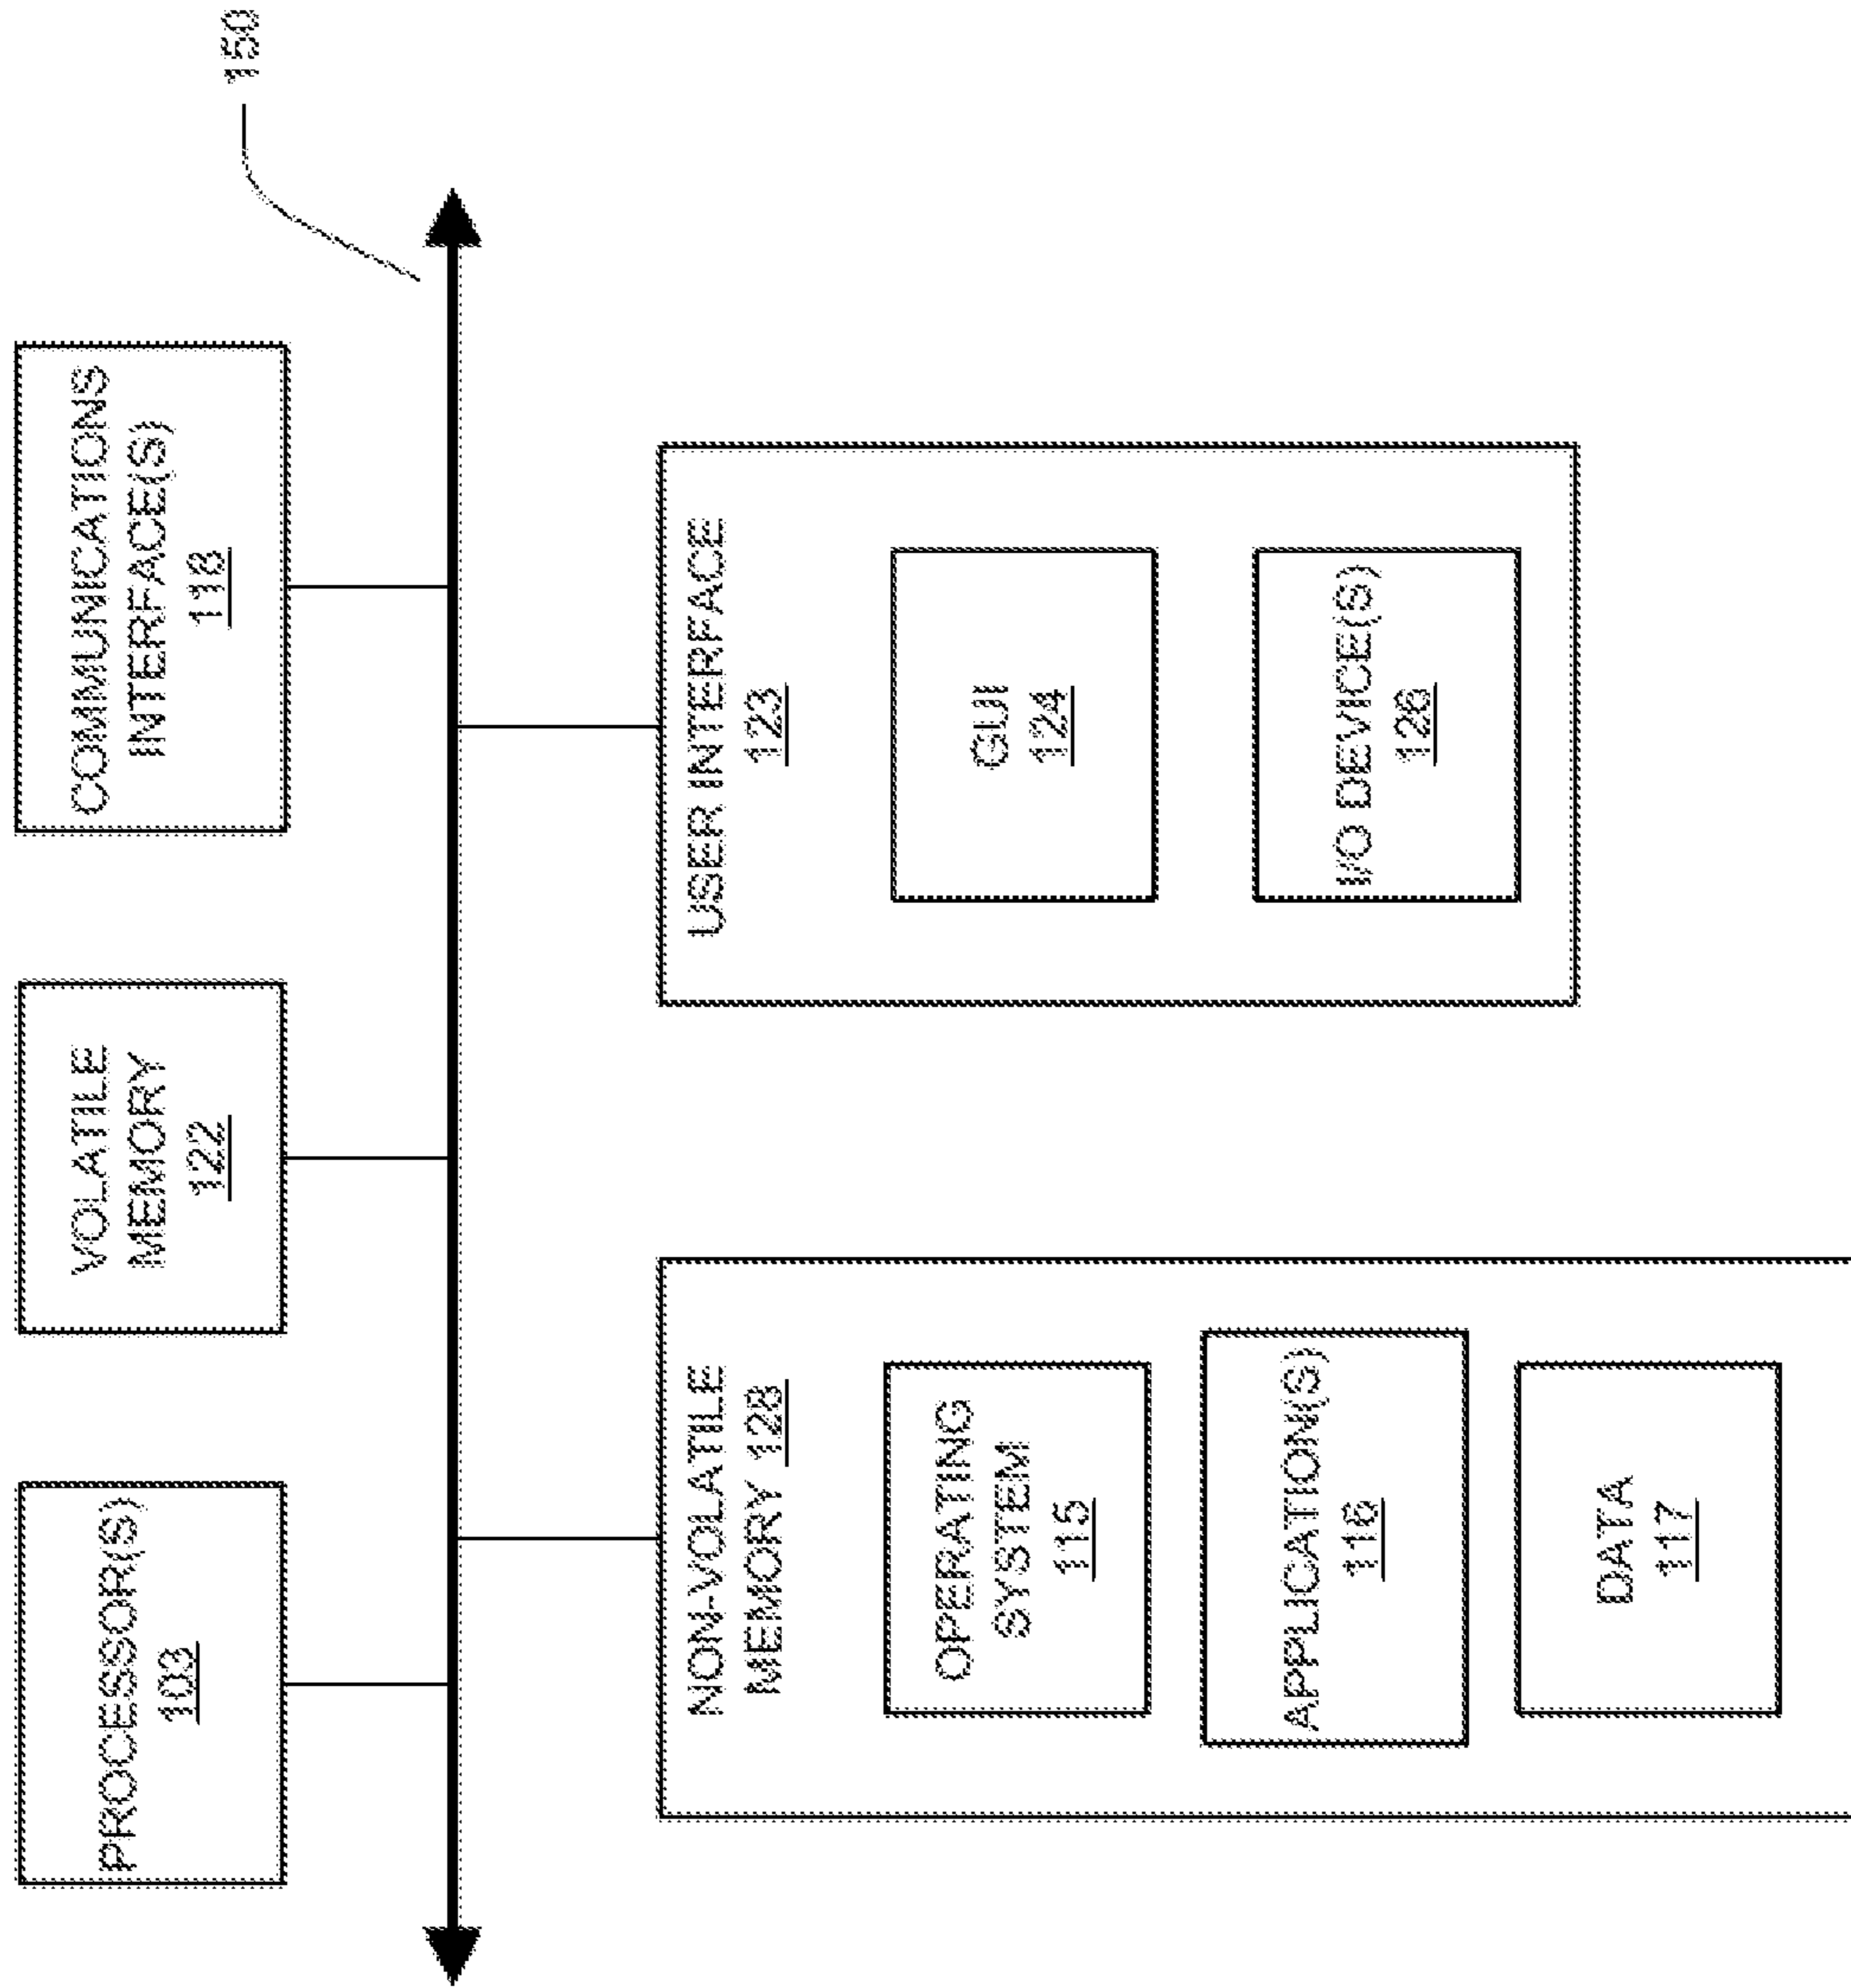 PROCESSOR(S)
103
VOLATILE
MEMORY
122
COMMUNICATIONS
INTERFACE(S)
118
150
NON-VOLATILE
MEMORY 128
OPERATING
SYSTEM
115
APPLICATION(S)
116
DATA
117
USER INTERFACE
123
GUI
124
I/O DEVICE(S)
126